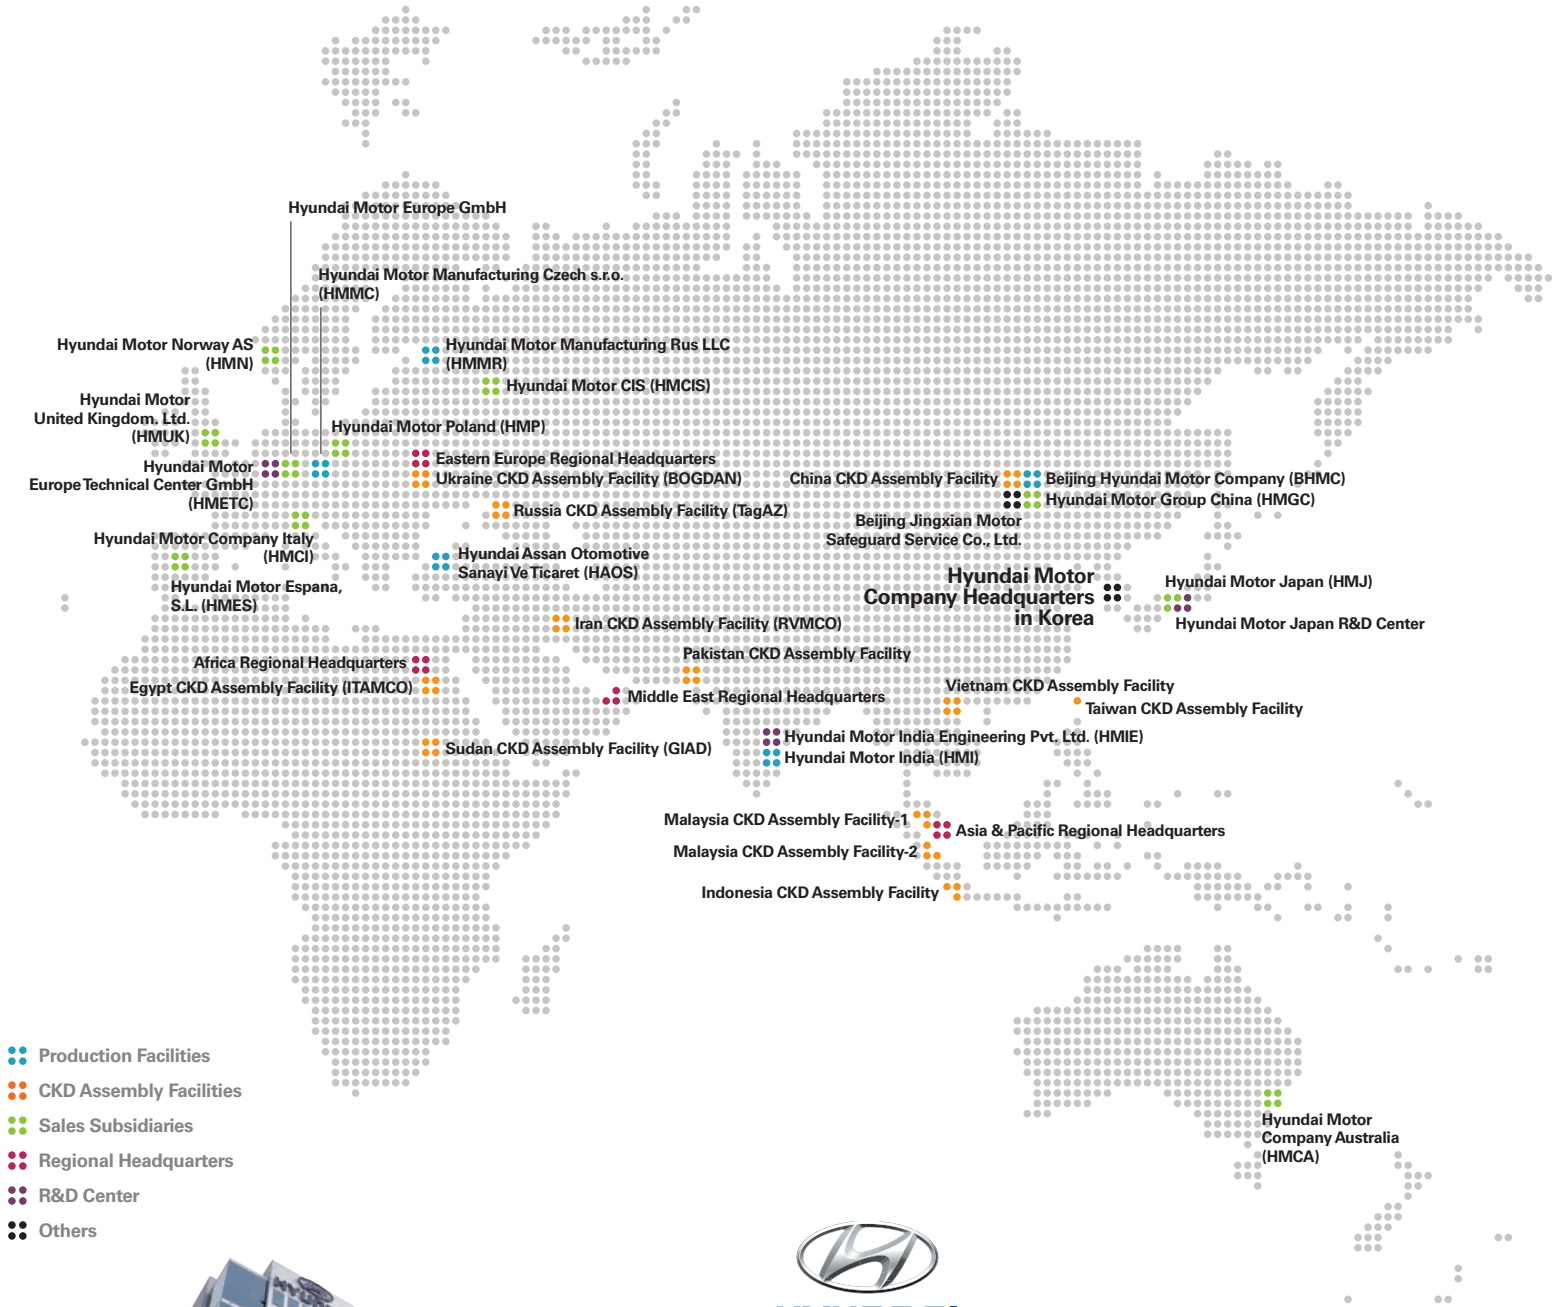 Hyundai Motor Europe GmbH
Hyundai Motor Manufacturing Czech s.r.o.
(HMMC)
Hyundai Motor Norway AS
(HMN)
Hyundai Motor Manufacturing Rus LLC
(HMMR)
Hyundai Motor CIS (HMCIS)
Hyundai Motor
United Kingdom. Ltd.
(HMUK)
Hyundai Motor Poland (HMP)
Hyundai Motor
Europe Technical Center GmbH
(HMETC)
Eastern Europe Regional Headquarters
Ukraine CKD Assembly Facility (BOGDAN)
China CKD Assembly Facility
Beijing Hyundai Motor Company (BHMC)
Hyundai Motor Group China (HMGC)
Russia CKD Assembly Facility (TagAZ)
Beijing Jingxian Motor
Safeguard Service Co., Ltd.
Hyundai Motor Company Italy
(HMCI)
Hyundai Assan Otomotive
Sanayi Ve Ticaret (HAOS)
Hyundai Motor Espana,
S.L. (HMES)
Hyundai Motor
Company Headquarters
in Korea
Hyundai Motor Japan (HMJ)
Hyundai Motor Japan R&D Center
Iran CKD Assembly Facility (RVMCO)
Pakistan CKD Assembly Facility
Africa Regional Headquarters
Egypt CKD Assembly Facility (ITAMCO)
Middle East Regional Headquarters
Vietnam CKD Assembly Facility
Taiwan CKD Assembly Facility
Hyundai Motor India Engineering Pvt. Ltd. (HMIE)
Hyundai Motor India (HMI)
Sudan CKD Assembly Facility (GIAD)
Malaysia CKD Assembly Facility-1
Asia & Pacific Regional Headquarters
Malaysia CKD Assembly Facility-2
Indonesia CKD Assembly Facility
Production Facilities
CKD Assembly Facilities
Sales Subsidiaries
Regional Headquarters
R&D Center
Others
Hyundai Motor
Company Australia
(HMCA)